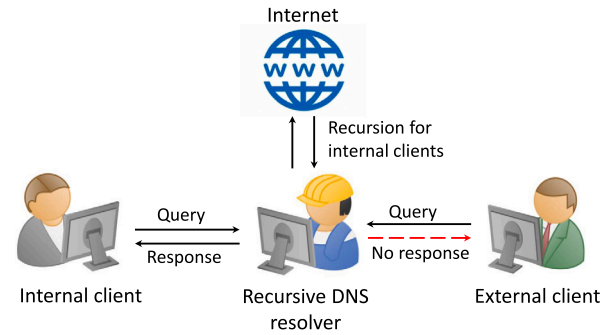 Internet
WWW
Recursion for
internal clients
Query
Response
Query
No response
Internal client
Recursive DNS
resolver
External client